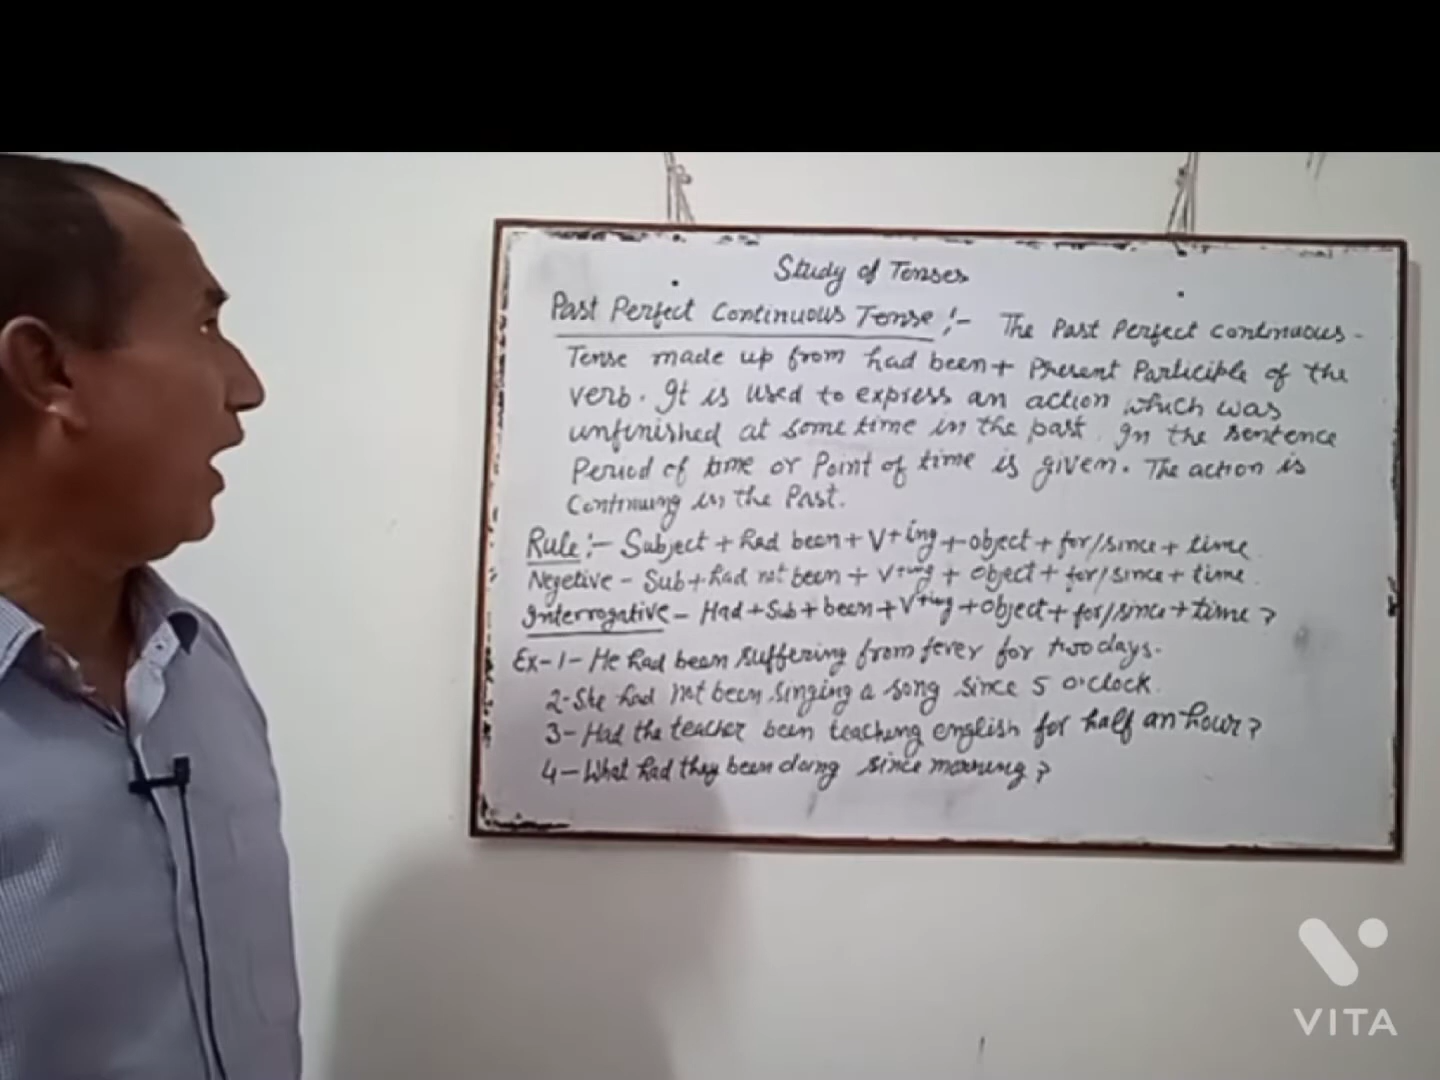 Study of Tenses
Past Perfect Continuous Tense :- The Past Perfect continuous-
Tense made up from had been + Present Participle of the
verb. It is used to express an action which was
unfinished at some time in the past. In the sentence
Period of time or Point of time is given. The action is
Continuing in the Past.
Rule :- Subject + had been + V+ing + object + for/since + time
Negetive - Sub + had not been + V+ing + object + for/since + time
Interrogative - Had + Sub + been + V+ing + object + for/since + time ?
Ex-1 - He had been suffering from fever for two days.
2 - She had not been singing a song since 5 o'clock.
3 - Had the teacher been teaching english for half an hour?
4 - What had they been doing since morning?
VITA